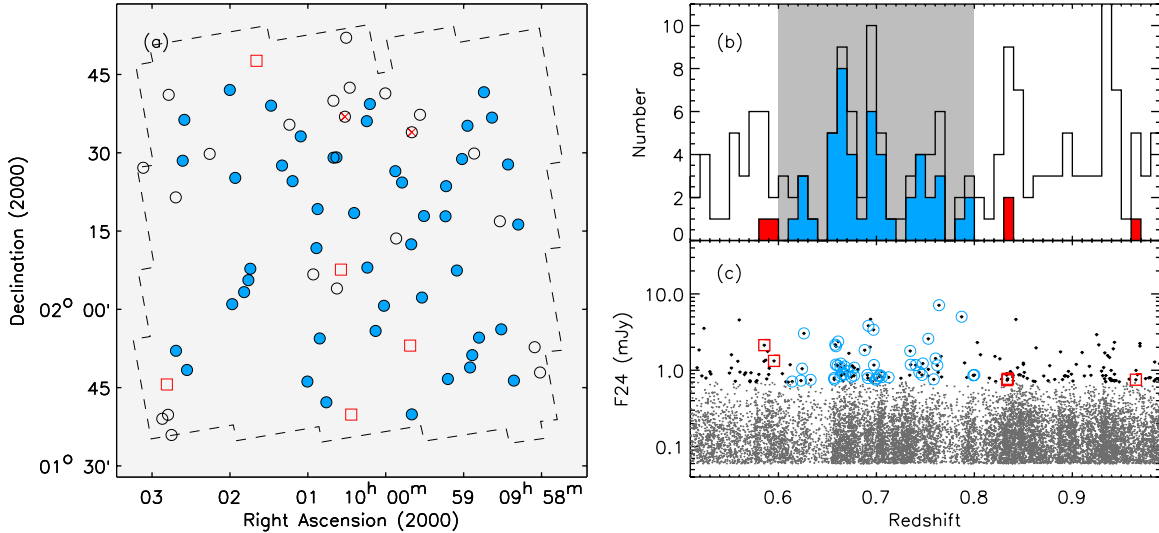 (a)
45
30
15
02° 00'
45
01° 30'
Declination (2000)
03 02 01 10ʰ 00ᵐ 59 09ʰ 58ᵐ
Right Ascension (2000)
(b)
10
8
6
4
2
0
Number
(c)
10.0
1.0
0.1
F24 (mJy)
0.6 0.7 0.8 0.9
Redshift